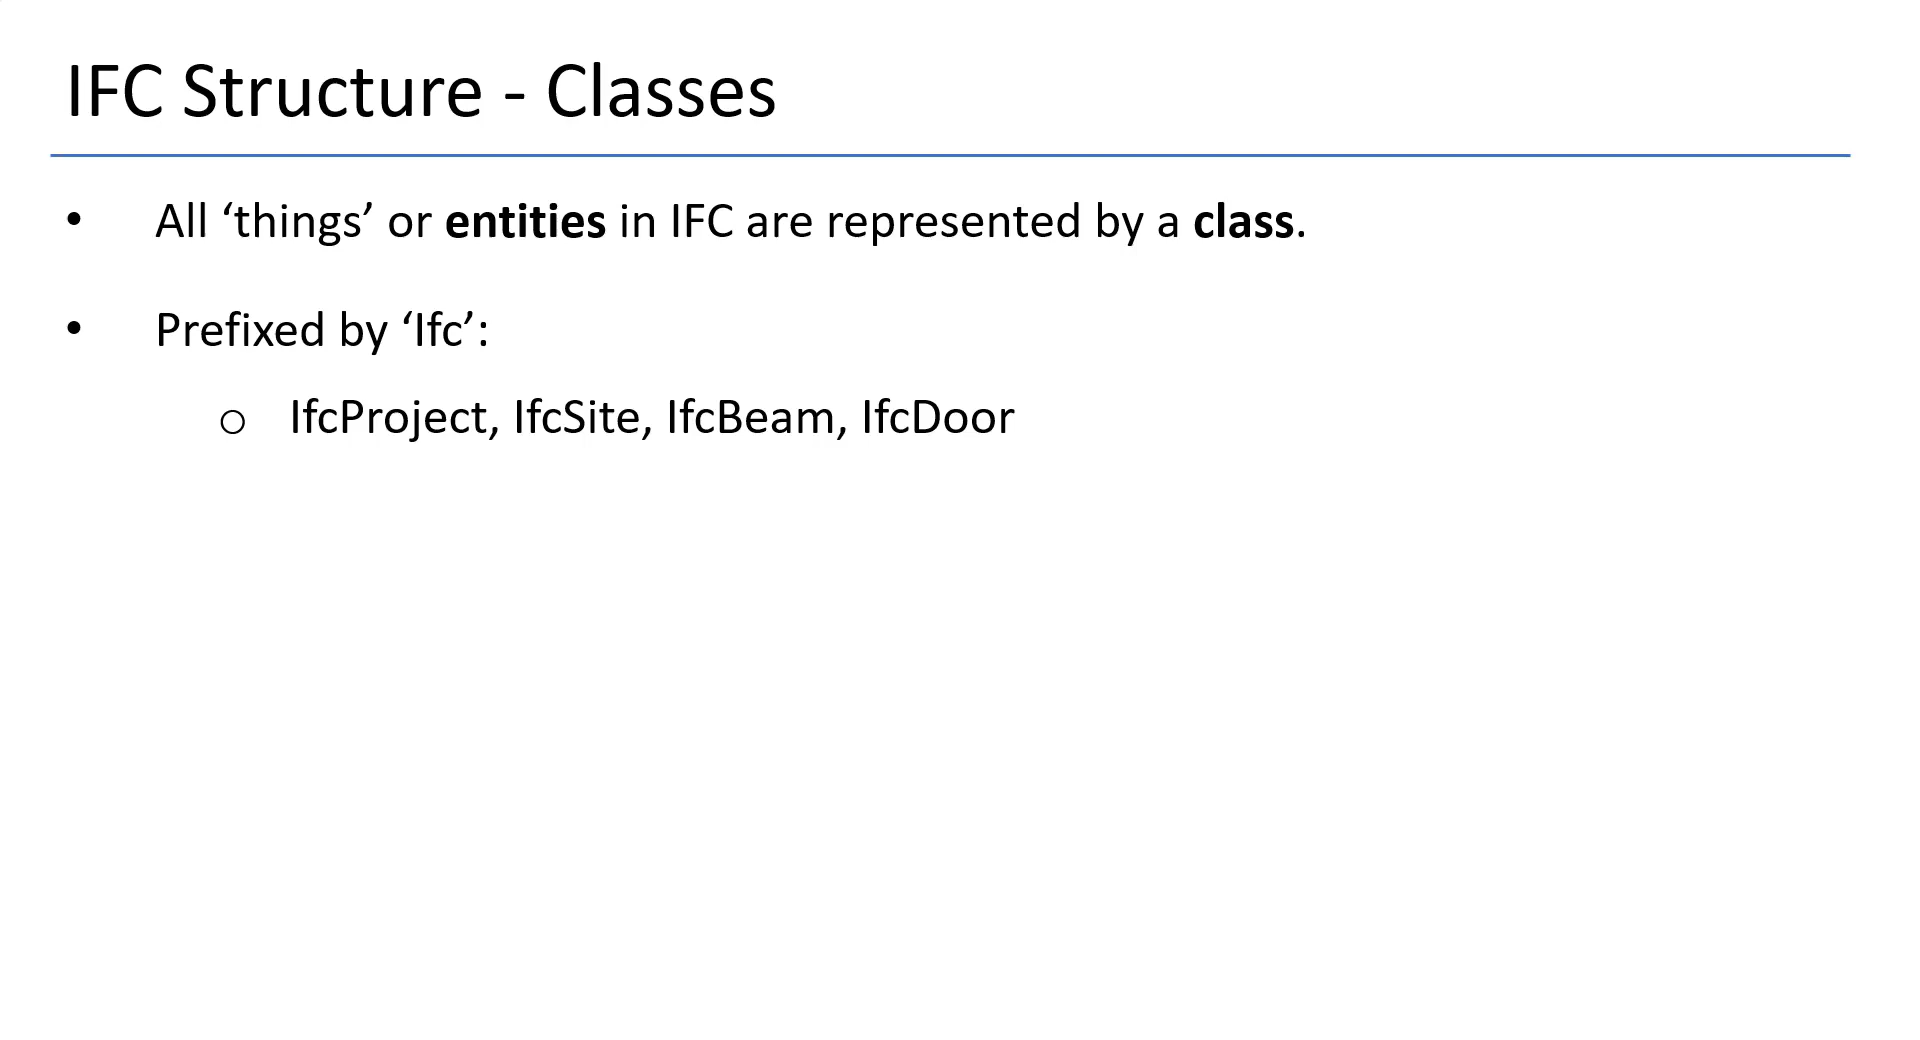 IFC Structure - Classes
• All ‘things’ or entities in IFC are represented by a class.
• Prefixed by ‘Ifc’:
○ IfcProject, IfcSite, IfcBeam, IfcDoor